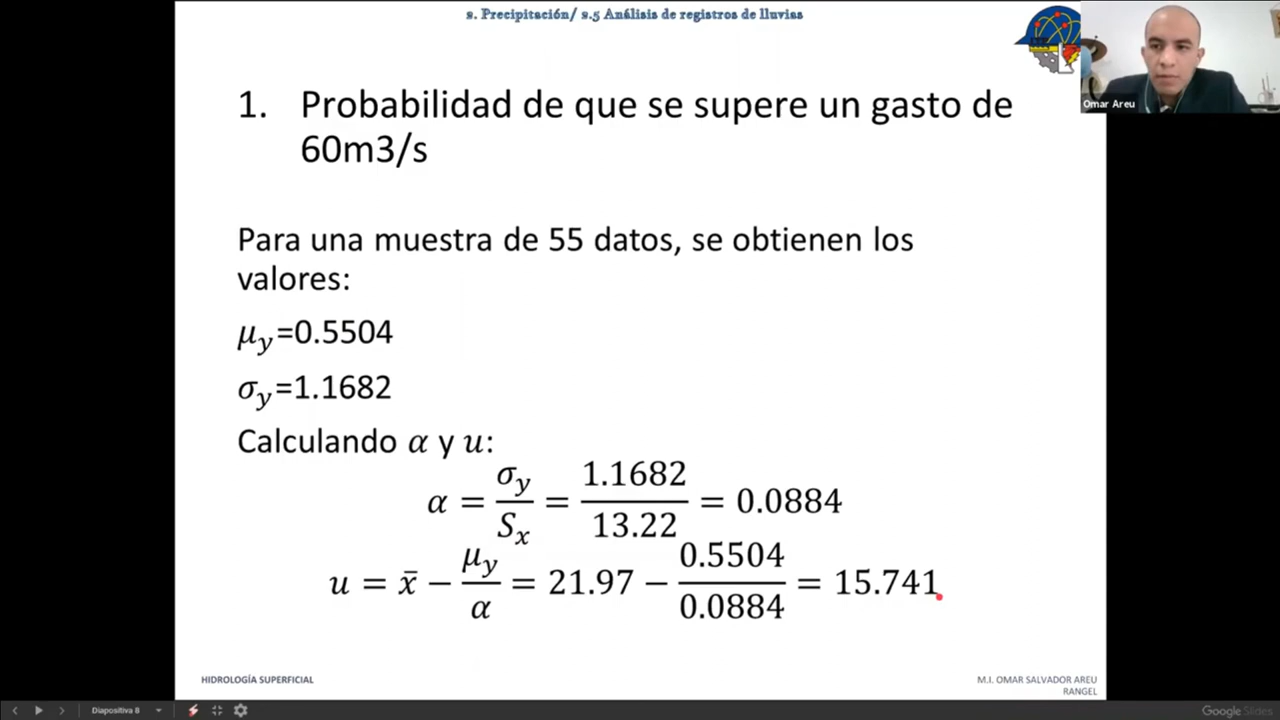 2. Precipitación/ 2.5 Análisis de registros de lluvias
Omar Areu
1. Probabilidad de que se supere un gasto de
60m3/s
Para una muestra de 55 datos, se obtienen los
valores:
μy=0.5504
σy=1.1682
Calculando α y u:
α = σy/Sx = 1.1682/13.22 = 0.0884
u = x̄ − μy/α = 21.97 − 0.5504/0.0884 = 15.741
HIDROLOGÍA SUPERFICIAL
M.I. OMAR SALVADOR AREU
RANGEL
Diapositiva 8
Google Slides